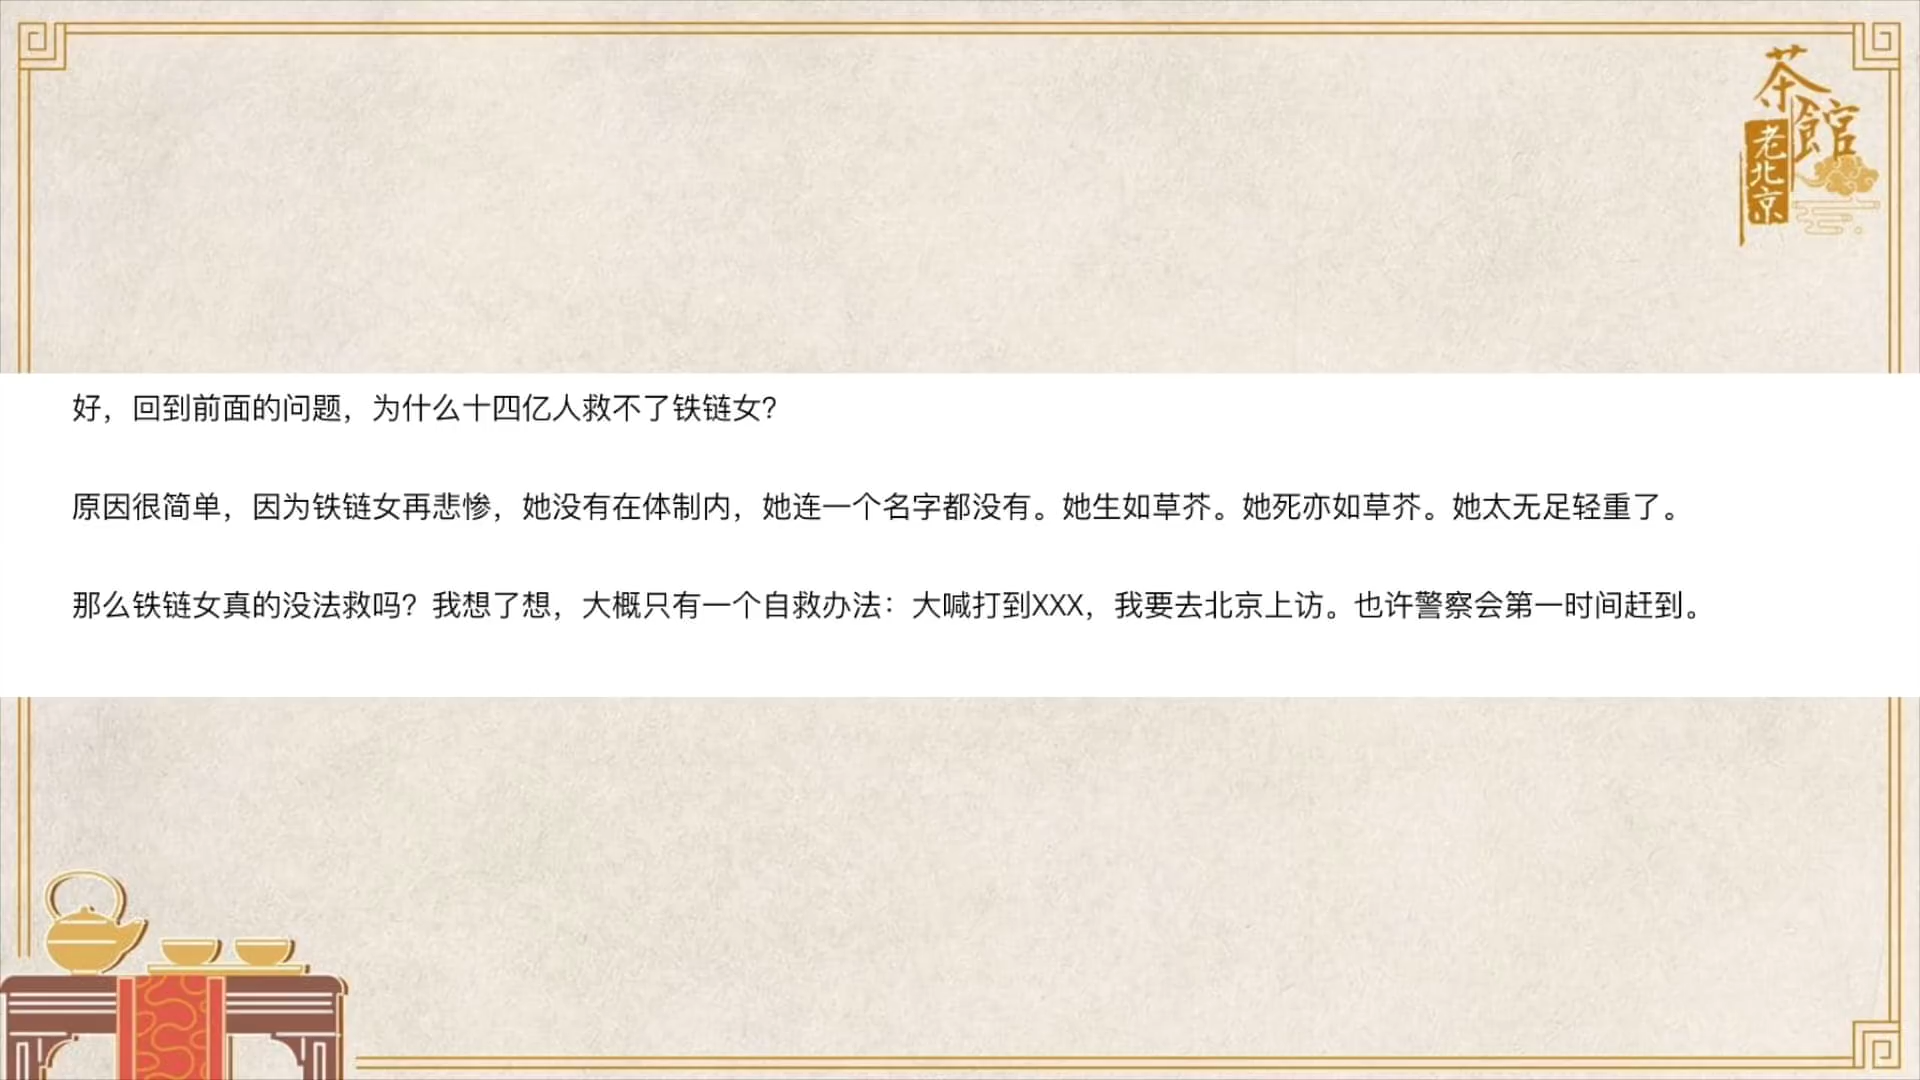 茶館
老北京
好，回到前面的问题，为什么十四亿人救不了铁链女？
原因很简单，因为铁链女再悲惨，她没有在体制内，她连一个名字都没有。她生如草芥。她死亦如草芥。她太无足轻重了。
那么铁链女真的没法救吗？我想了想，大概只有一个自救办法：大喊打到XXX，我要去北京上访。也许警察会第一时间赶到。